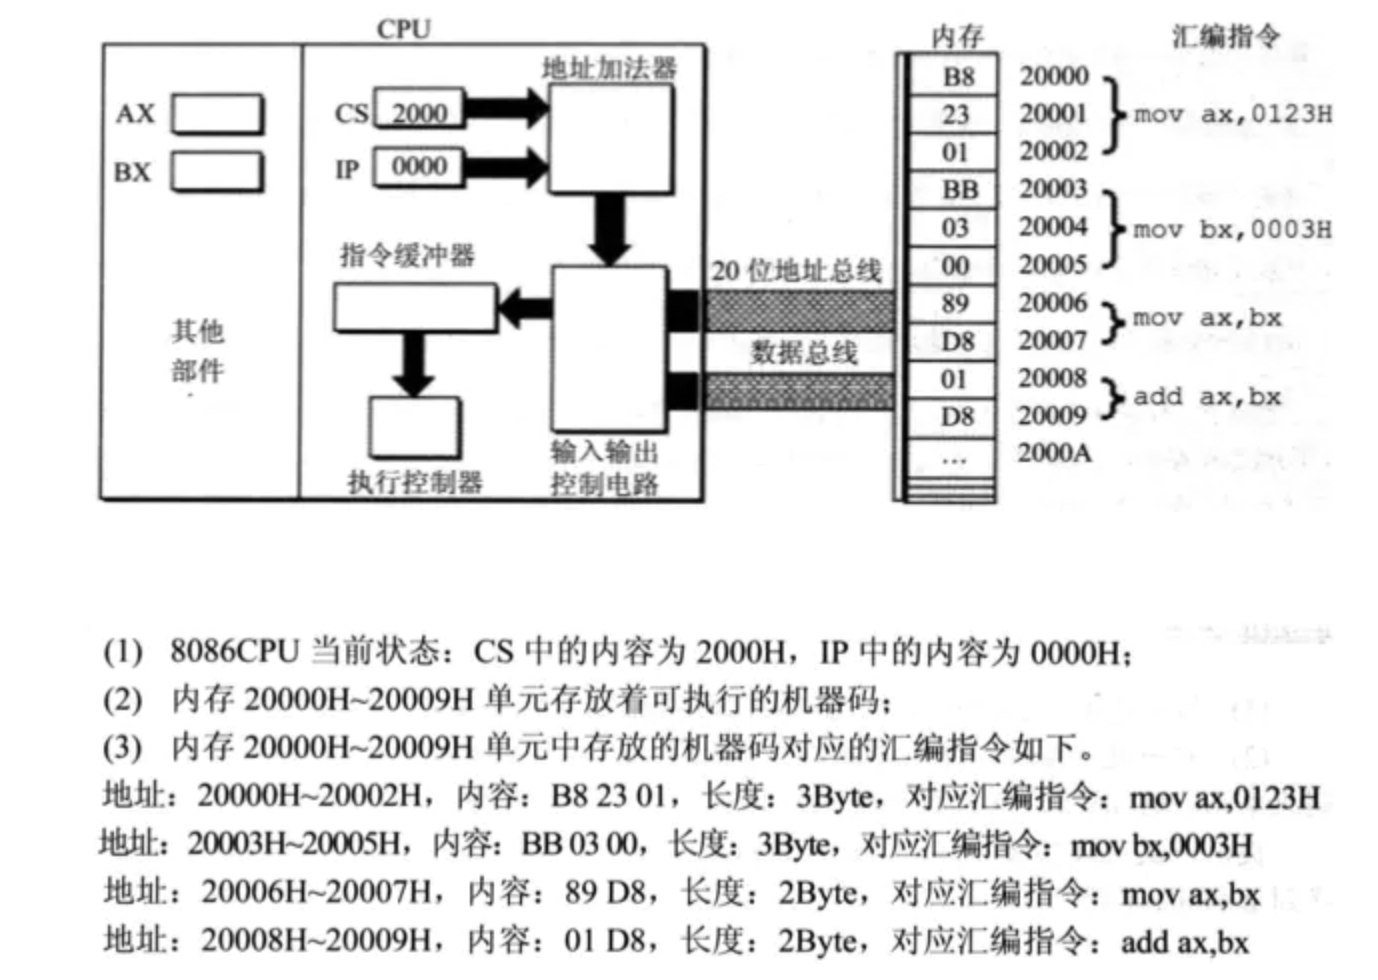 CPU
内存
汇编指令
地址加法器
AX
BX
CS
2000
IP
0000
指令缓冲器
其他
部件
执行控制器
输入输出
控制电路
20 位地址总线
数据总线
B8 20000
23 20001 mov ax,0123H
01 20002
BB 20003
03 20004 mov bx,0003H
00 20005
89 20006 mov ax,bx
D8 20007
01 20008 add ax,bx
D8 20009
... 2000A
(1) 8086CPU 当前状态：CS 中的内容为 2000H，IP 中的内容为 0000H；
(2) 内存 20000H~20009H 单元存放着可执行的机器码；
(3) 内存 20000H~20009H 单元中存放的机器码对应的汇编指令如下。
地址：20000H~20002H，内容：B8 23 01，长度：3Byte，对应汇编指令：mov ax,0123H
地址：20003H~20005H，内容：BB 03 00，长度：3Byte，对应汇编指令：mov bx,0003H
地址：20006H~20007H，内容：89 D8，长度：2Byte，对应汇编指令：mov ax,bx
地址：20008H~20009H，内容：01 D8，长度：2Byte，对应汇编指令：add ax,bx